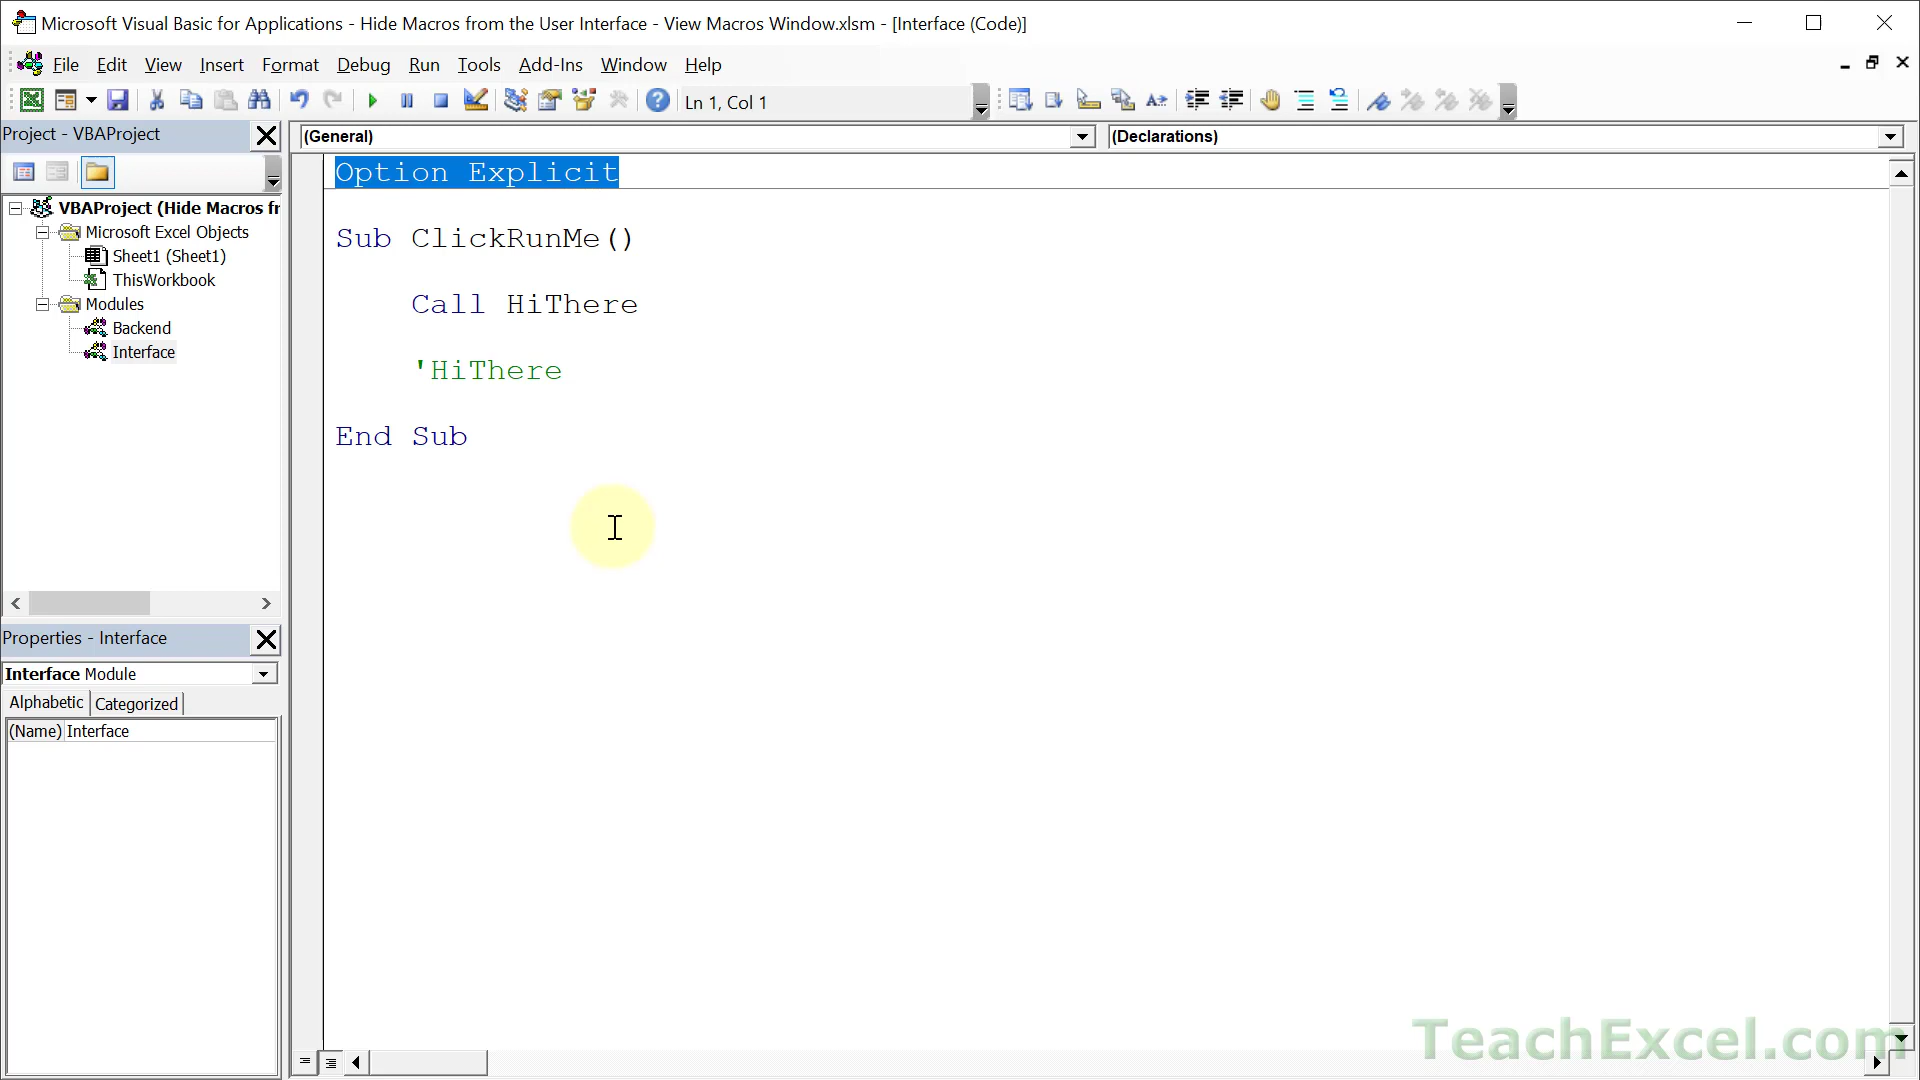 Microsoft Visual Basic for Applications - Hide Macros from the User Interface - View Macros Window.xlsm - [Interface (Code)]
File Edit View Insert Format Debug Run Tools Add-Ins Window Help
Ln 1, Col 1
Project - VBAProject
VBAProject (Hide Macros fr
Microsoft Excel Objects
Sheet1 (Sheet1)
ThisWorkbook
Modules
Backend
Interface
Properties - Interface
Interface Module
Alphabetic Categorized
(Name) Interface
(General) (Declarations)
Option Explicit
Sub ClickRunMe()
Call HiThere
'HiThere
End Sub
TeachExcel.com